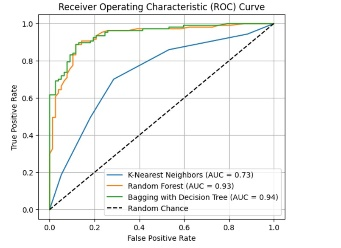 Receiver Operating Characteristic (ROC) Curve
1.0
0.8
0.6
0.4
0.2
0.0
True Positive Rate
K-Nearest Neighbors (AUC = 0.73)
Random Forest (AUC = 0.93)
Bagging with Decision Tree (AUC = 0.94)
Random Chance
0.0 0.2 0.4 0.6 0.8 1.0
False Positive Rate